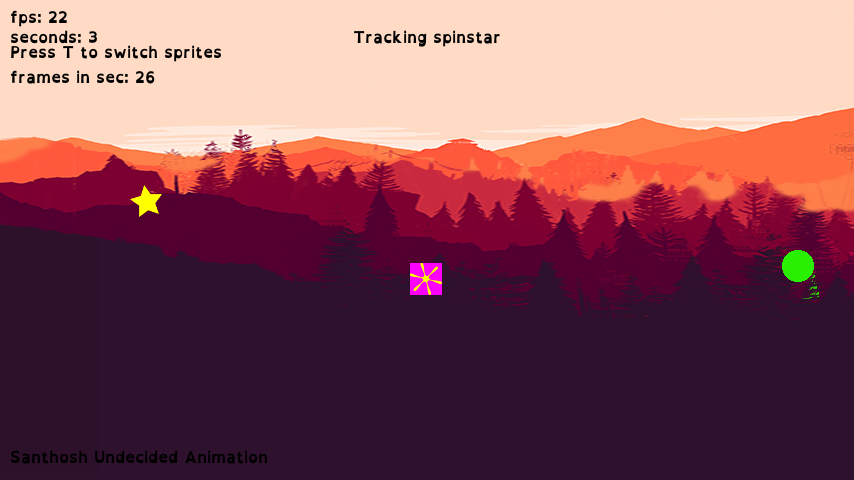 fps: 22
seconds: 3
Press T to switch sprites
frames in sec: 26
Tracking spinstar
Santhosh Undecided Animation